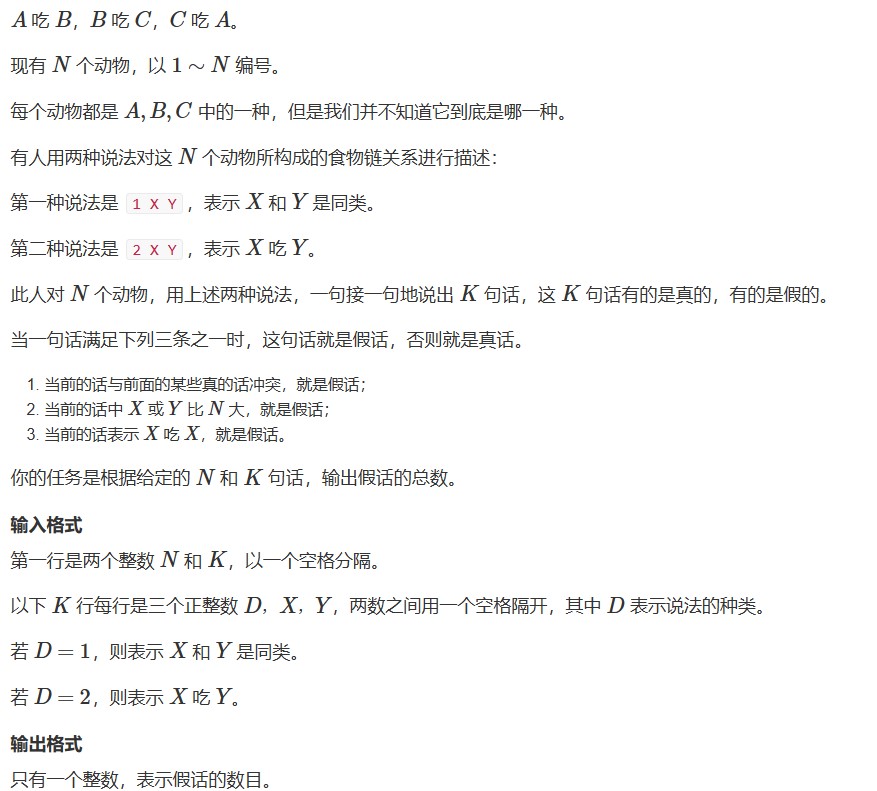 A 吃 B，B 吃 C，C 吃 A。
现有 N 个动物，以 1 ∼ N 编号。
每个动物都是 A, B, C 中的一种，但是我们并不知道它到底是哪一种。
有人用两种说法对这 N 个动物所构成的食物链关系进行描述：
第一种说法是 1 X Y，表示 X 和 Y 是同类。
第二种说法是 2 X Y，表示 X 吃 Y。
此人对 N 个动物，用上述两种说法，一句接一句地说出 K 句话，这 K 句话有的是真的，有的是假的。
当一句话满足下列三条之一时，这句话就是假话，否则就是真话。
1. 当前的话与前面的某些真的话冲突，就是假话；
2. 当前的话中 X 或 Y 比 N 大，就是假话；
3. 当前的话表示 X 吃 X，就是假话。
你的任务是根据给定的 N 和 K 句话，输出假话的总数。
输入格式
第一行是两个整数 N 和 K，以一个空格分隔。
以下 K 行每行是三个正整数 D，X，Y，两数之间用一个空格隔开，其中 D 表示说法的种类。
若 D = 1，则表示 X 和 Y 是同类。
若 D = 2，则表示 X 吃 Y。
输出格式
只有一个整数，表示假话的数目。